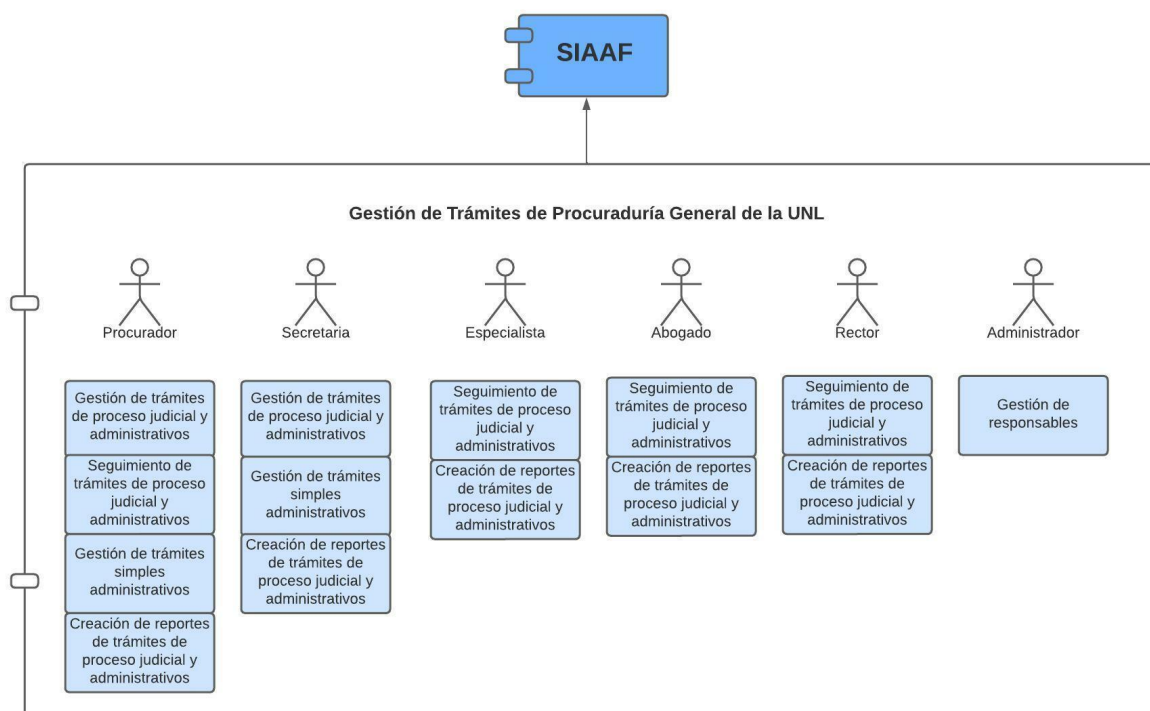 SIAAF
Gestión de Trámites de Procuraduría General de la UNL
Procurador
Secretaria
Especialista
Abogado
Rector
Administrador
Gestión de trámites
de proceso judicial y
administrativos
Seguimiento de
trámites de proceso
judicial y
administrativos
Gestión de trámites
simples
administrativos
Creación de reportes
de trámites de
proceso judicial y
administrativos
Gestión de trámites
de proceso judicial y
administrativos
Gestión de trámites
simples
administrativos
Creación de reportes
de trámites de
proceso judicial y
administrativos
Seguimiento de
trámites de proceso
judicial y
administrativos
Creación de reportes
de trámites de
proceso judicial y
administrativos
Seguimiento de
trámites de proceso
judicial y
administrativos
Creación de reportes
de trámites de
proceso judicial y
administrativos
Seguimiento de
trámites de proceso
judicial y
administrativos
Creación de reportes
de trámites de
proceso judicial y
administrativos
Gestión de
responsables